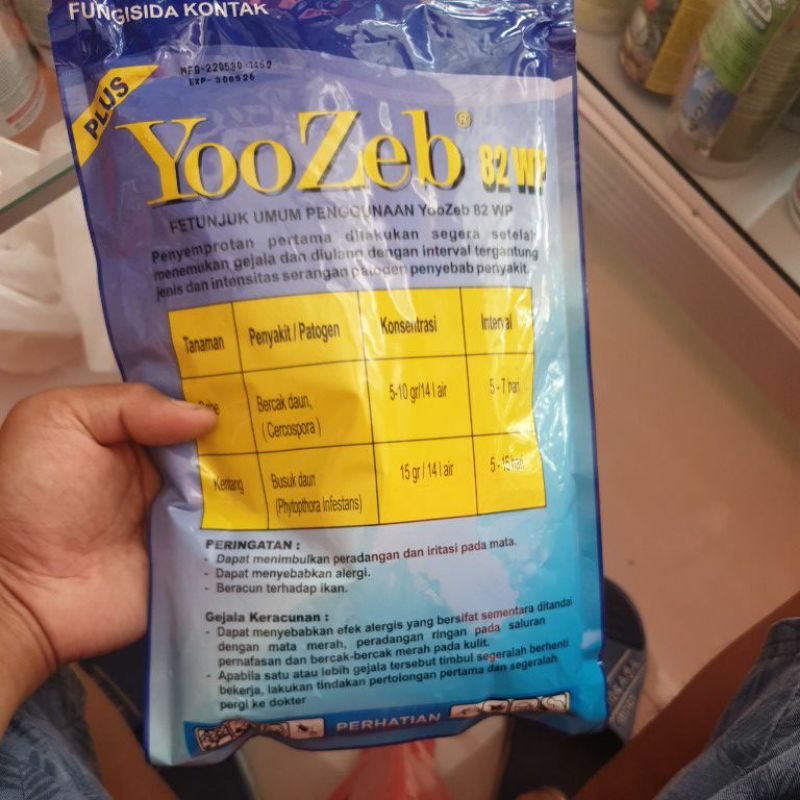 FUNGISIDA KONTAK
MFG-220530-1450
EXP- 300526
PLUS
YooZeb® 82 WP
PETUNJUK UMUM PENGGUNAAN YooZeb 82 WP
Penyemprotan pertama dilakukan segera setelah
menemukan gejala dan diulang dengan interval tergantung
jenis dan intensitas serangan patogen penyebab penyakit.
Tanaman Penyakit / Patogen Konsentrasi Interval
Bercak daun, 5-10 gr/14 l air 5 - 7 hari
(Cercospora)
Kentang Busuk daun 15 gr / 14 l air 5 - 15 hari
(Phytopthora Infestans)
PERINGATAN :
- Dapat menimbulkan peradangan dan iritasi pada mata.
- Dapat menyebabkan alergi.
- Beracun terhadap ikan.
Gejala Keracunan :
- Dapat menyebabkan efek alergis yang bersifat sementara ditandai
dengan mata merah, peradangan ringan pada saluran
pernafasan dan bercak-bercak merah pada kulit.
- Apabila satu atau lebih gejala tersebut timbul segeralah berhenti
bekerja, lakukan tindakan pertolongan pertama dan segeralah
pergi ke dokter
PERHATIAN